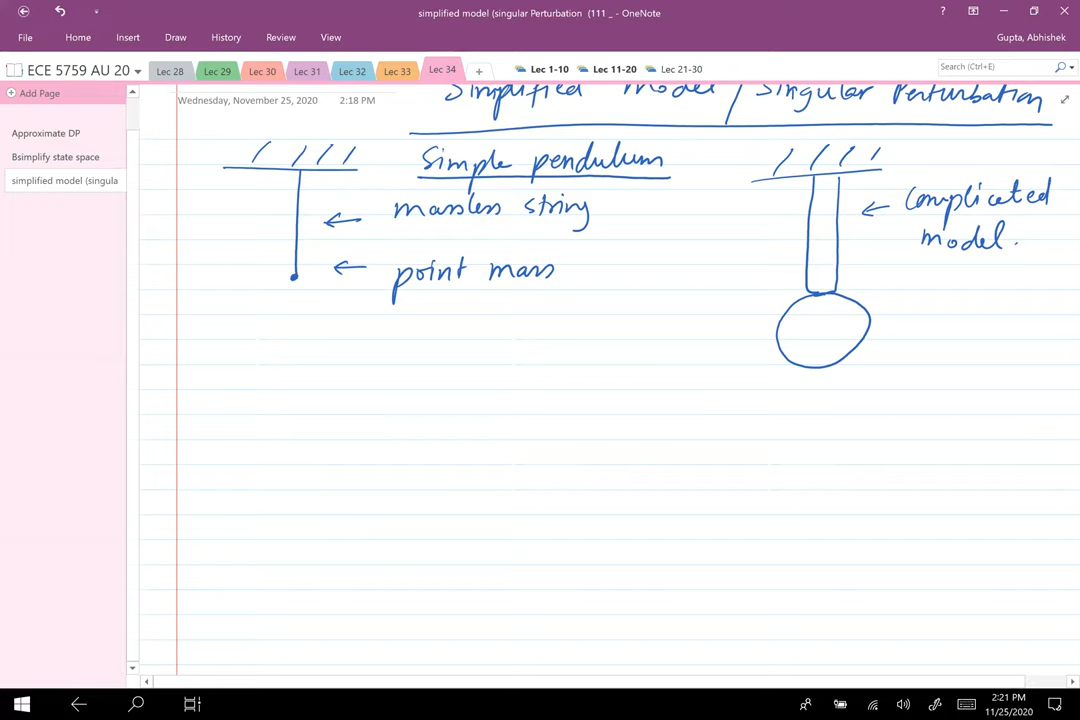 simplified model (singular Perturbation (111 _ - OneNote
File Home Insert Draw History Review View
Gupta, Abhishek
ECE 5759 AU 20
Lec 28 Lec 29 Lec 30 Lec 31 Lec 32 Lec 33 Lec 34 + Lec 1-10 Lec 11-20 Lec 21-30
Search (Ctrl+E)
Add Page
Approximate DP
Bsimplify state space
simplified model (singula
Wednesday, November 25, 2020 2:18 PM
Simplified Model / Singular Perturbation
Simple pendulum
massless string
point mass
Complicated
model.
2:21 PM
11/25/2020